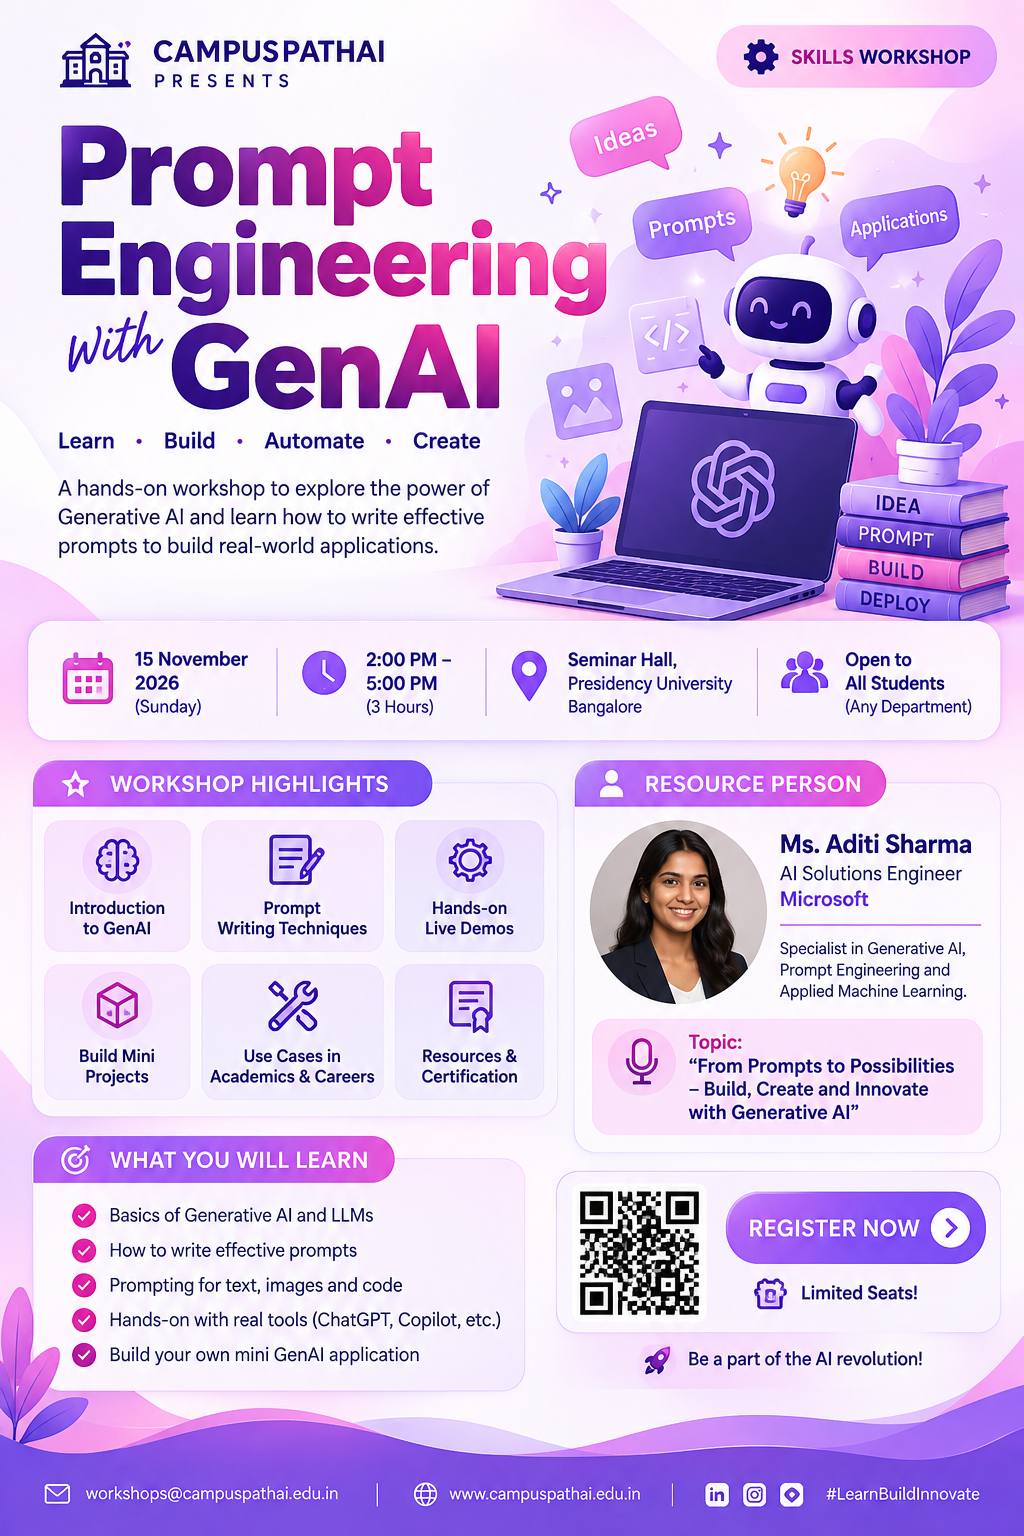 CAMPUSPATHAI
PRESENTS
SKILLS WORKSHOP
Prompt
Engineering
with GenAI
Ideas
Prompts
Applications
</>
Learn • Build • Automate • Create
A hands-on workshop to explore the power of
Generative AI and learn how to write effective
prompts to build real-world applications.
IDEA
PROMPT
BUILD
DEPLOY
15 November
2026
(Sunday)
2:00 PM –
5:00 PM
(3 Hours)
Seminar Hall,
Presidency University
Bangalore
Open to
All Students
(Any Department)
WORKSHOP HIGHLIGHTS
Introduction
to GenAI
Prompt
Writing Techniques
Hands-on
Live Demos
Build Mini
Projects
Use Cases in
Academics & Careers
Resources &
Certification
RESOURCE PERSON
Ms. Aditi Sharma
AI Solutions Engineer
Microsoft
Specialist in Generative AI,
Prompt Engineering and
Applied Machine Learning.
Topic:
“From Prompts to Possibilities
– Build, Create and Innovate
with Generative AI”
WHAT YOU WILL LEARN
Basics of Generative AI and LLMs
How to write effective prompts
Prompting for text, images and code
Hands-on with real tools (ChatGPT, Copilot, etc.)
Build your own mini GenAI application
REGISTER NOW
Limited Seats!
Be a part of the AI revolution!
workshops@campuspathai.edu.in
www.campuspathai.edu.in
in
#LearnBuildInnovate